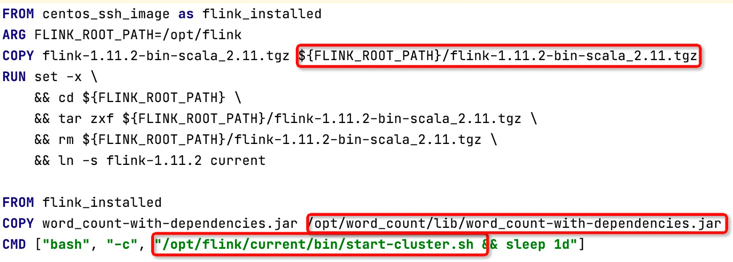 FROM centos_ssh_image as flink_installed
ARG FLINK_ROOT_PATH=/opt/flink
COPY flink-1.11.2-bin-scala_2.11.tgz ${FLINK_ROOT_PATH}/flink-1.11.2-bin-scala_2.11.tgz
RUN set -x \
    && cd ${FLINK_ROOT_PATH} \
    && tar zxf ${FLINK_ROOT_PATH}/flink-1.11.2-bin-scala_2.11.tgz \
    && rm ${FLINK_ROOT_PATH}/flink-1.11.2-bin-scala_2.11.tgz \
    && ln -s flink-1.11.2 current
FROM flink_installed
COPY word_count-with-dependencies.jar /opt/word_count/lib/word_count-with-dependencies.jar
CMD ["bash", "-c", "/opt/flink/current/bin/start-cluster.sh && sleep 1d"]